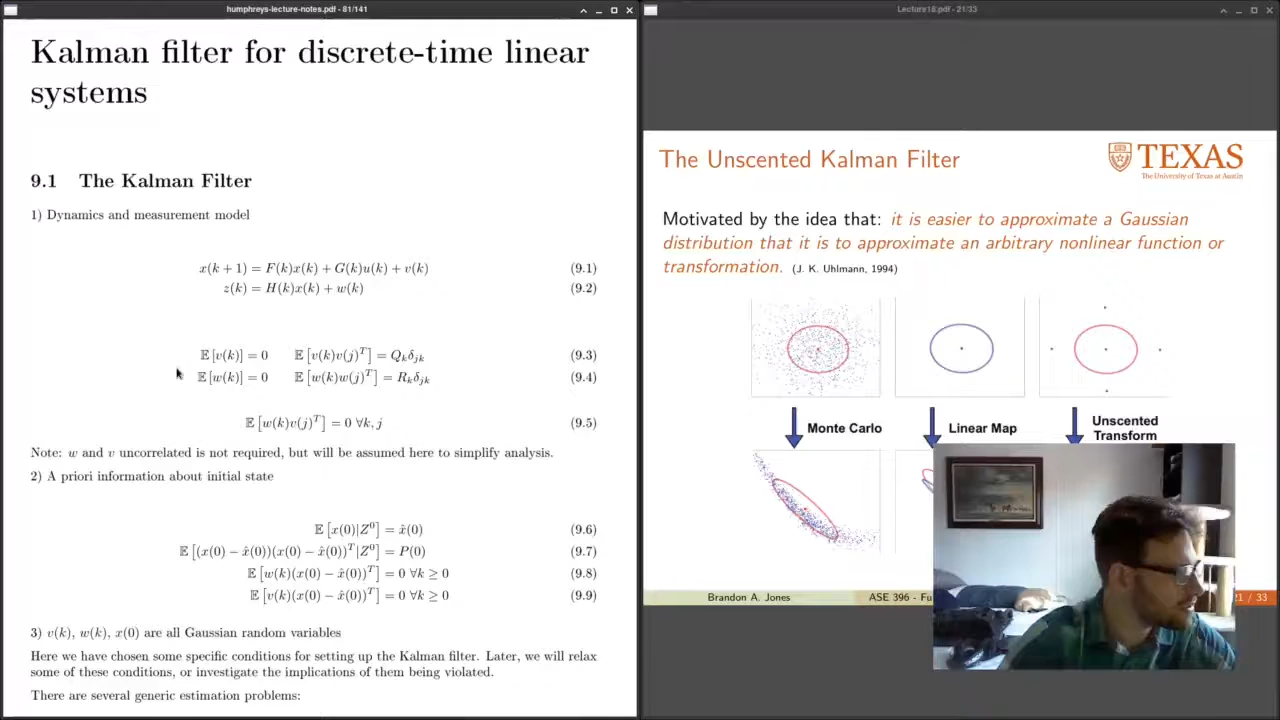 humphreys-lecture-notes.pdf - 81/141
Kalman filter for discrete-time linear
systems
9.1 The Kalman Filter
1) Dynamics and measurement model
x(k + 1) = F(k)x(k) + G(k)u(k) + v(k) (9.1)
z(k) = H(k)x(k) + w(k) (9.2)
𝔼 [v(k)] = 0 𝔼 [v(k)v(j)ᵀ] = Qₖδⱼₖ (9.3)
𝔼 [w(k)] = 0 𝔼 [w(k)w(j)ᵀ] = Rₖδⱼₖ (9.4)
𝔼 [w(k)v(j)ᵀ] = 0 ∀k, j (9.5)
Note: w and v uncorrelated is not required, but will be assumed here to simplify analysis.
2) A priori information about initial state
𝔼 [x(0)|Z⁰] = x̂(0) (9.6)
𝔼 [(x(0) − x̂(0))(x(0) − x̂(0))ᵀ|Z⁰] = P(0) (9.7)
𝔼 [w(k)(x(0) − x̂(0))ᵀ] = 0 ∀k ≥ 0 (9.8)
𝔼 [v(k)(x(0) − x̂(0))ᵀ] = 0 ∀k ≥ 0 (9.9)
3) v(k), w(k), x(0) are all Gaussian random variables
Here we have chosen some specific conditions for setting up the Kalman filter. Later, we will relax
some of these conditions, or investigate the implications of them being violated.
There are several generic estimation problems:
Lecture18.pdf - 21/33
The Unscented Kalman Filter
TEXAS
The University of Texas at Austin
Motivated by the idea that: it is easier to approximate a Gaussian
distribution that it is to approximate an arbitrary nonlinear function or
transformation. (J. K. Uhlmann, 1994)
Monte Carlo
Linear Map
Unscented
Transform
Brandon A. Jones
ASE 396 - Fu
21 / 33